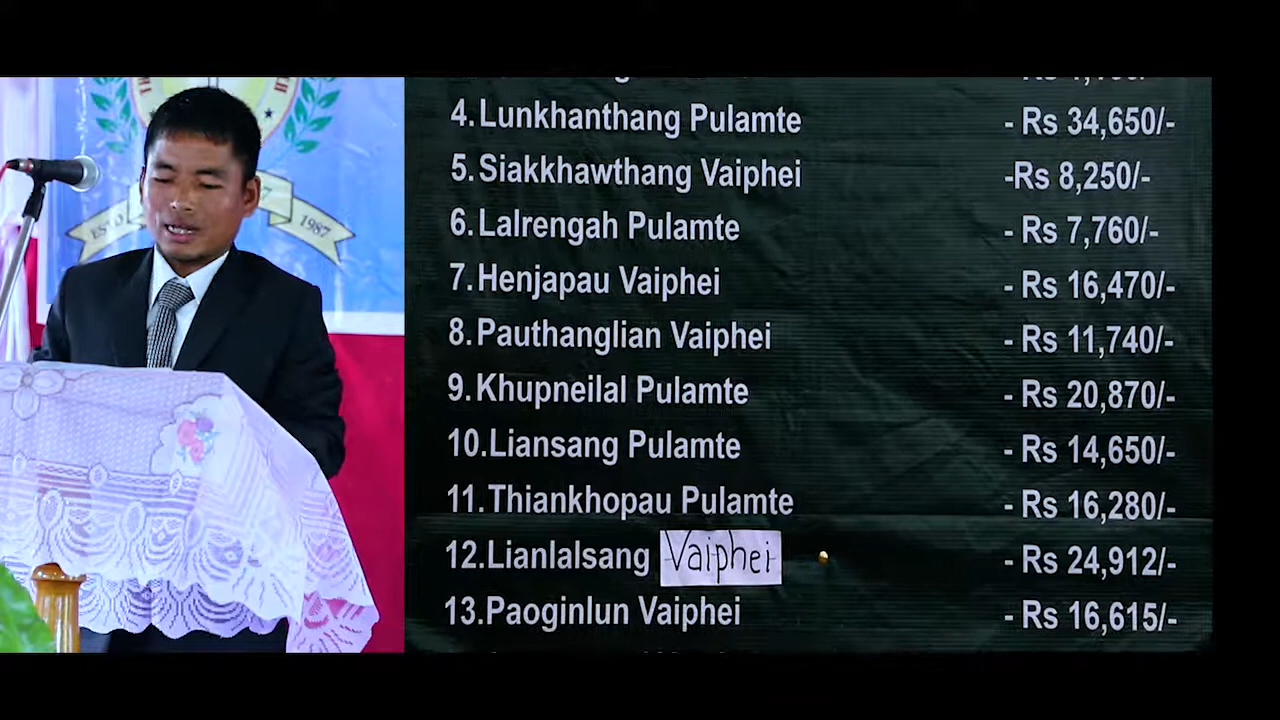 ESTD
1987
4. Lunkhanthang Pulamte - Rs 34,650/-
5. Siakkhawthang Vaiphei -Rs 8,250/-
6. Lalrengah Pulamte - Rs 7,760/-
7. Henjapau Vaiphei - Rs 16,470/-
8. Pauthanglian Vaiphei - Rs 11,740/-
9. Khupneilal Pulamte - Rs 20,870/-
10. Liansang Pulamte - Rs 14,650/-
11. Thiankhopau Pulamte - Rs 16,280/-
12. Lianlalsang Vaiphei - Rs 24,912/-
13. Paoginlun Vaiphei - Rs 16,615/-